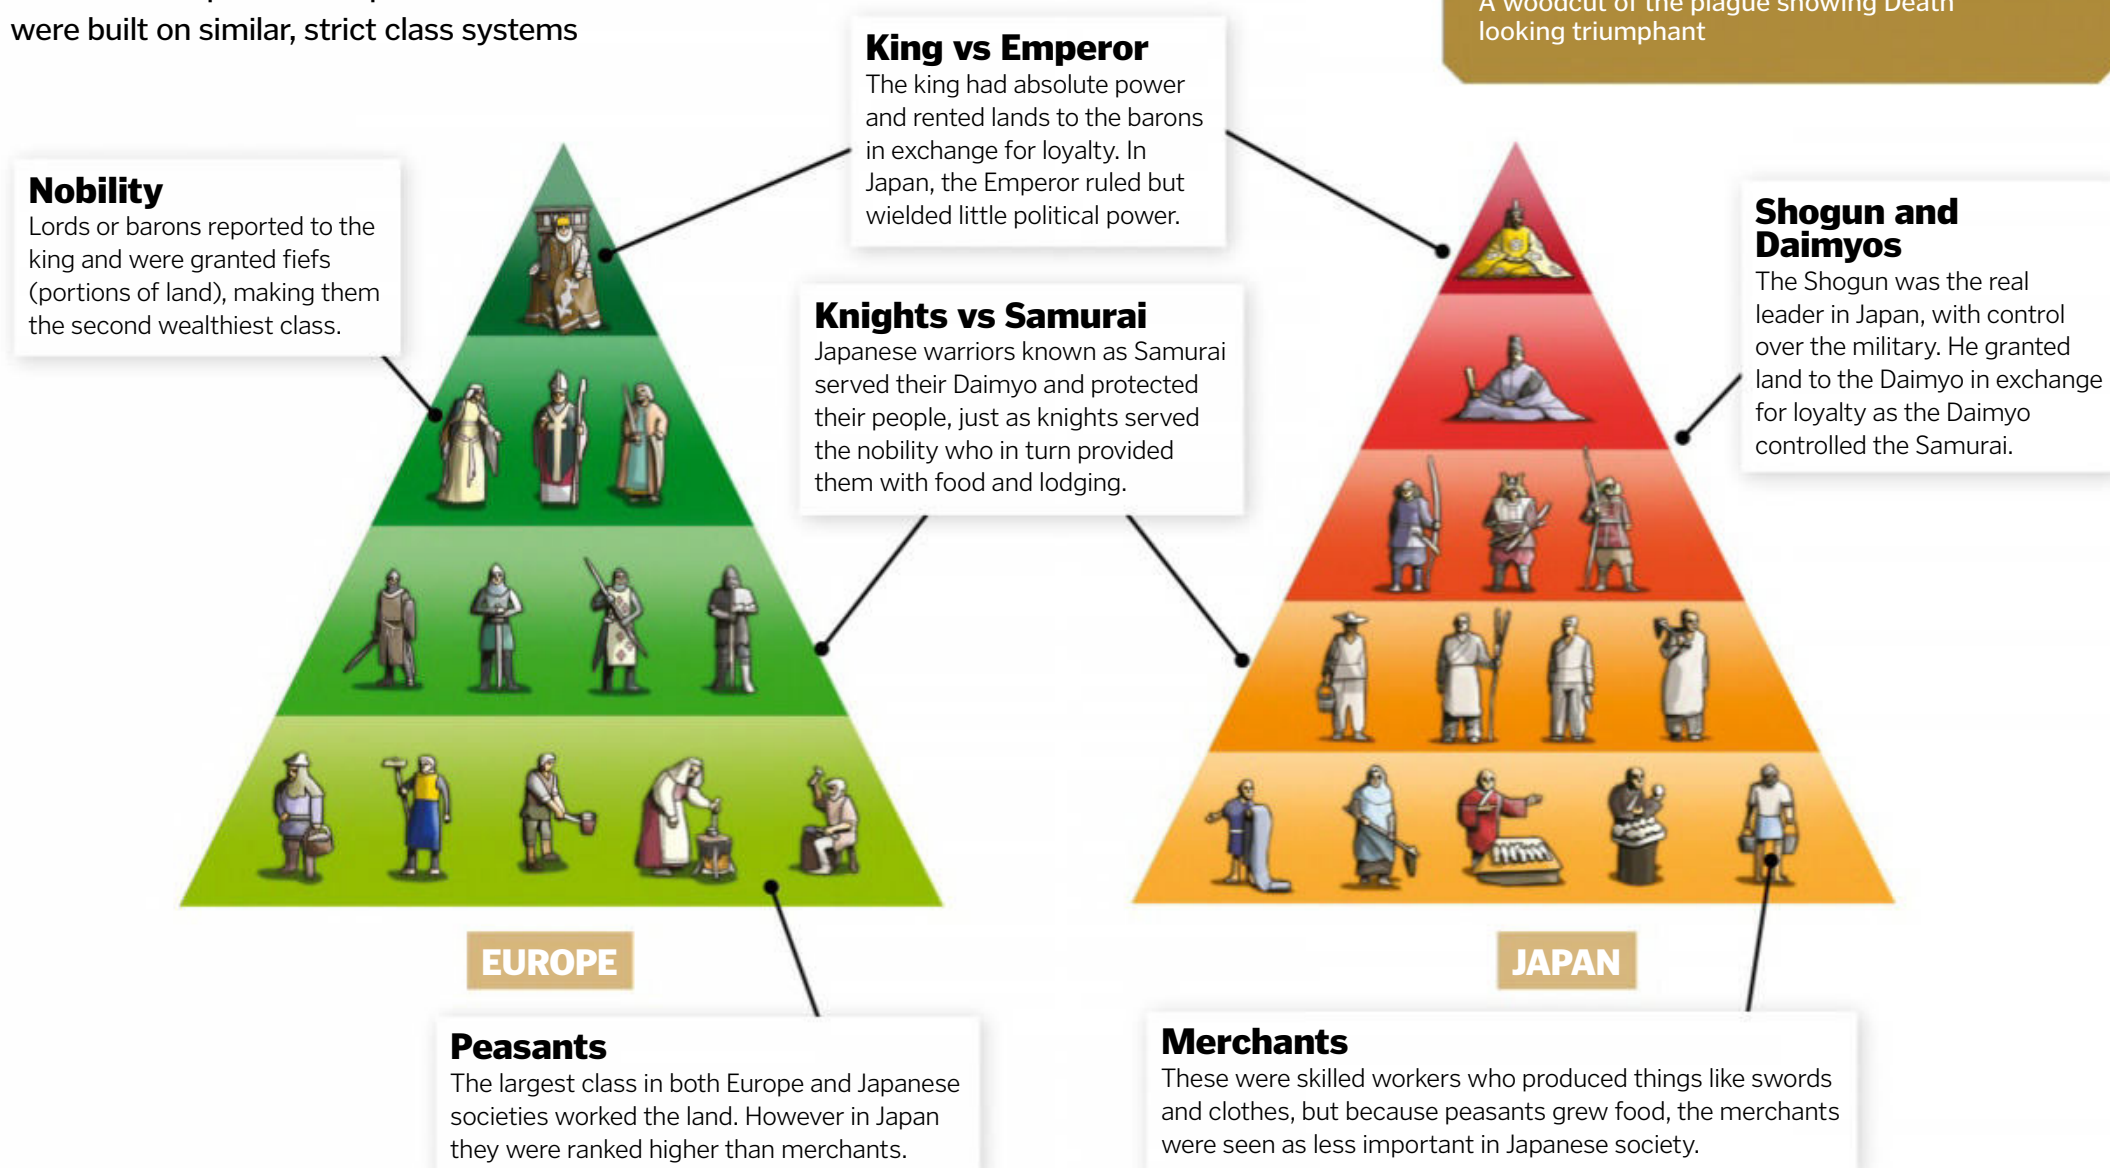 were built on similar, strict class systems
A woodcut of the plague showing Death
looking triumphant
King vs Emperor
The king had absolute power
and rented lands to the barons
in exchange for loyalty. In
Japan, the Emperor ruled but
wielded little political power.
Nobility
Lords or barons reported to the
king and were granted fiefs
(portions of land), making them
the second wealthiest class.
Knights vs Samurai
Japanese warriors known as Samurai
served their Daimyo and protected
their people, just as knights served
the nobility who in turn provided
them with food and lodging.
Shogun and
Daimyos
The Shogun was the real
leader in Japan, with control
over the military. He granted
land to the Daimyo in exchange
for loyalty as the Daimyo
controlled the Samurai.
EUROPE
JAPAN
Peasants
The largest class in both Europe and Japanese
societies worked the land. However in Japan
they were ranked higher than merchants.
Merchants
These were skilled workers who produced things like swords
and clothes, but because peasants grew food, the merchants
were seen as less important in Japanese society.